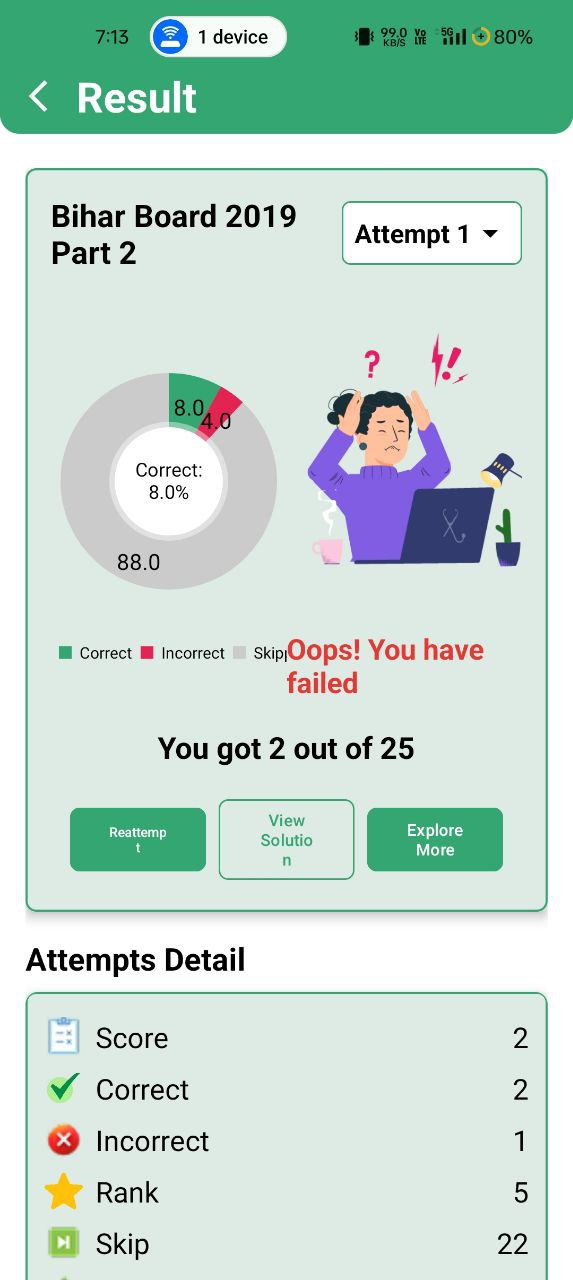 7:13
1 device
99.0
KB/S
Vo
LTE
5G
80%
Result
Bihar Board 2019
Part 2
Attempt 1
?
!!
8.0
4.0
Correct:
8.0%
88.0
Correct
Incorrect
Skip
Oops! You have
failed
You got 2 out of 25
Reattemp
t
View
Solutio
n
Explore
More
Attempts Detail
Score 2
Correct 2
Incorrect 1
Rank 5
Skip 22